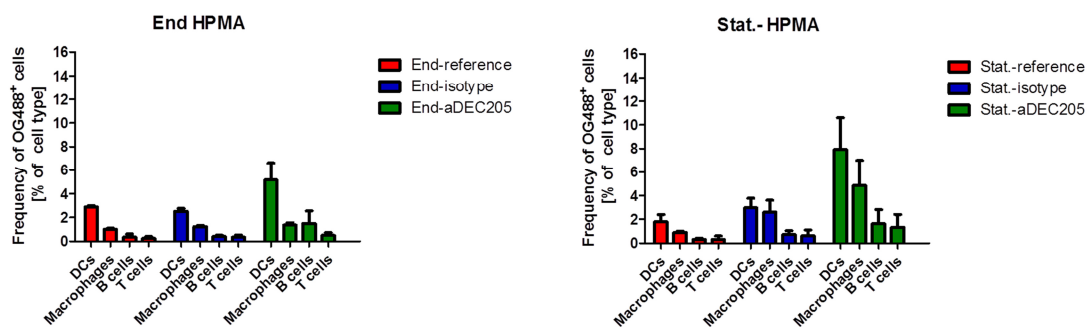 End HPMA
Frequency of OG488+ cells
[% of cell type]
16
14
12
10
8
6
4
2
0
DCs
Macrophages
B cells
T cells
DCs
Macrophages
B cells
T cells
DCs
Macrophages
B cells
T cells
End-reference
End-isotype
End-aDEC205
Stat.- HPMA
Frequency of OG488+ cells
[% of cell type]
16
14
12
10
8
6
4
2
0
DCs
Macrophages
B cells
T cells
DCs
Macrophages
B cells
T cells
DCs
Macrophages
B cells
T cells
Stat.-reference
Stat.-isotype
Stat.-aDEC205